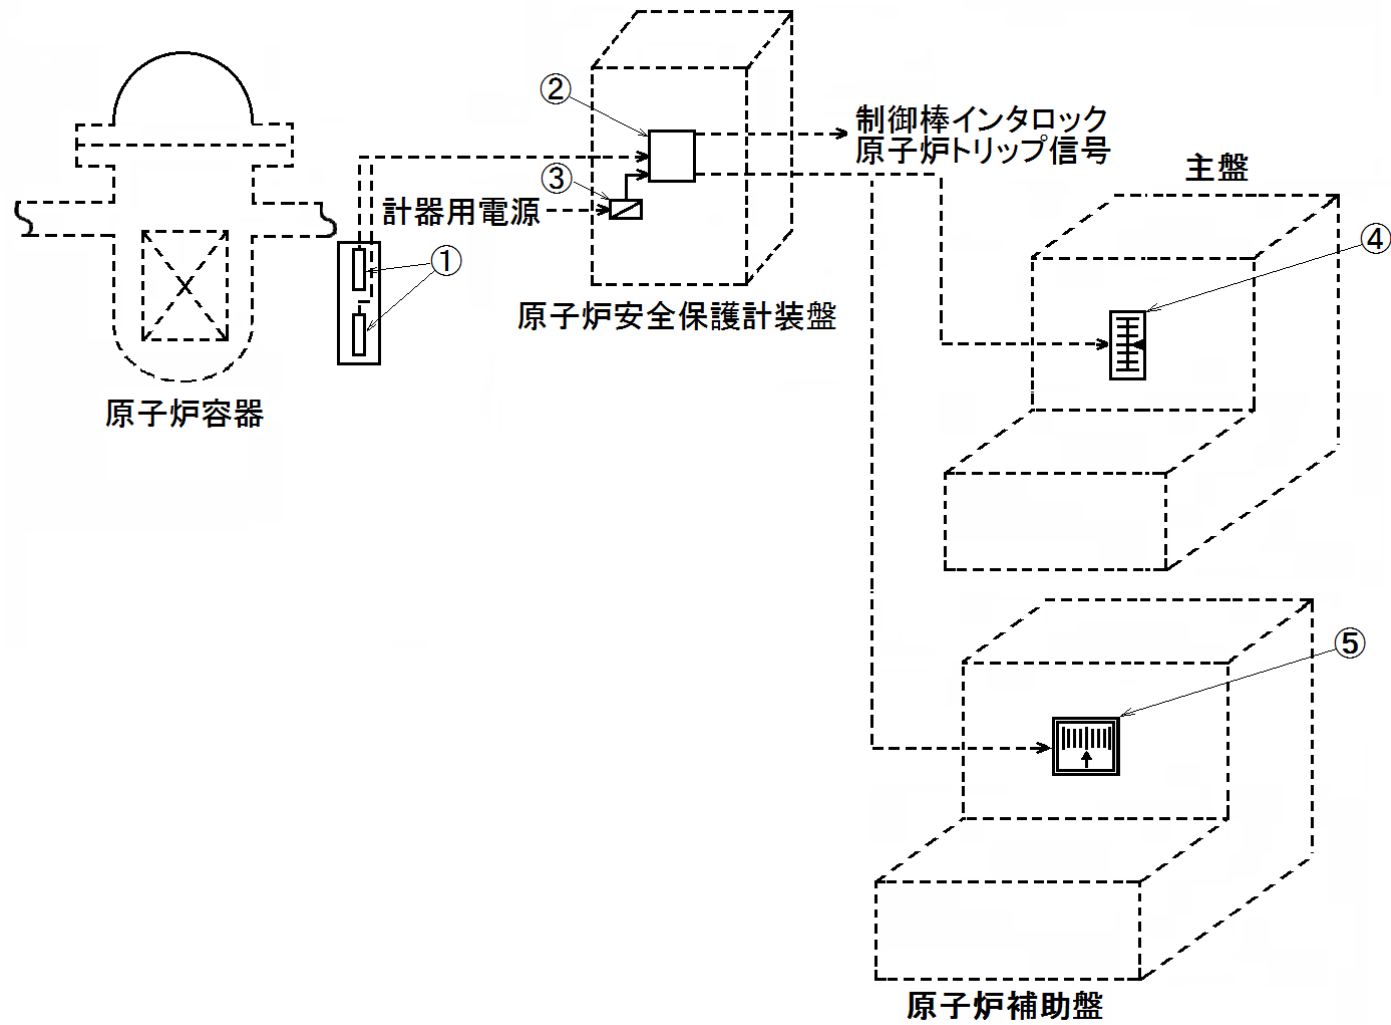 ②
制御棒インタロック
原子炉トリップ信号
主盤
③
計器用電源
④
①
原子炉安全保護計装盤
原子炉容器
⑤
原子炉補助盤